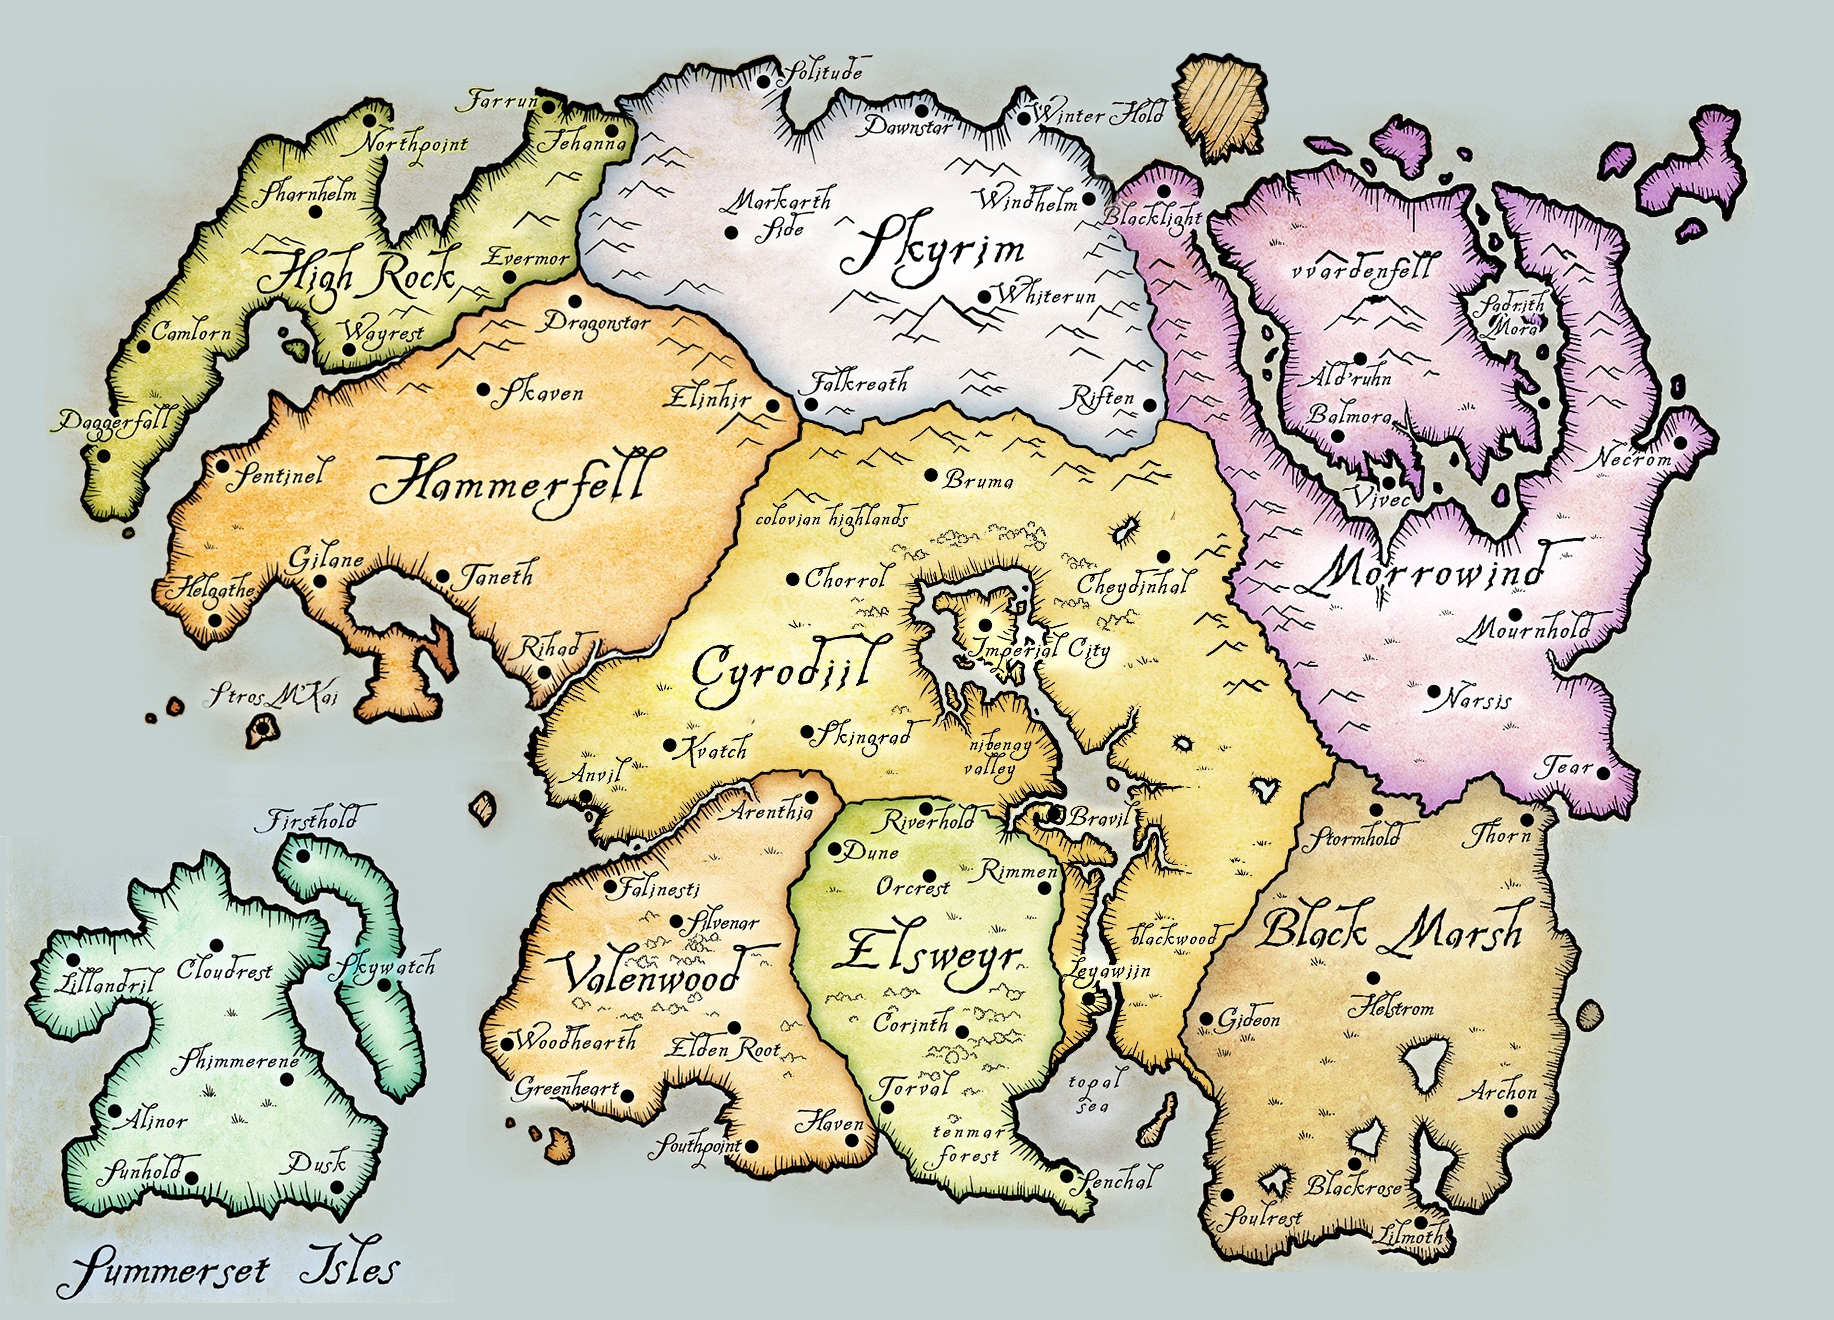 Solitude
Farrun
Northpoint
Jehanna
Dawnstar
Winter Hold
Pharnhelm
Markarth
Side
Windhelm
Blacklight
Skyrim
High Rock
Evermor
Whiterun
vvardenfell
Sadrith
Mora
Camlorn
Wayrest
Dragonstar
Skaven
Elinhir
Falkreath
Riften
Ald'ruhn
Balmora
Daggerfall
Sentinel
Hammerfell
Bruma
colovian highlands
Vivec
Necrom
Gilane
Taneth
Helgathe
Chorrol
Cheydinhal
Morrowind
Mournhold
Rihad
Imperial City
Cyrodiil
Stros M'Kai
Narsis
Kvatch
Skingrad
nibenay
valley
Anvil
Tear
Firsthold
Arenthia
Riverhold
Bravil
Stormhold
Thorn
Dune
Orcrest
Rimmen
Falinesti
Silvenar
Black Marsh
Valenwood
Elsweyr
blackwood
Lillandril
Cloudrest
Skywatch
Leyawiin
Helstrom
Gideon
Corinth
Woodhearth
Elden Root
Shimmerene
Greenheart
Torval
topal
sea
Archon
Alinor
Haven
Southpoint
tenmar
forest
Sunhold
Dusk
Senchal
Blackrose
Soulrest
Lilmoth
Summerset Isles